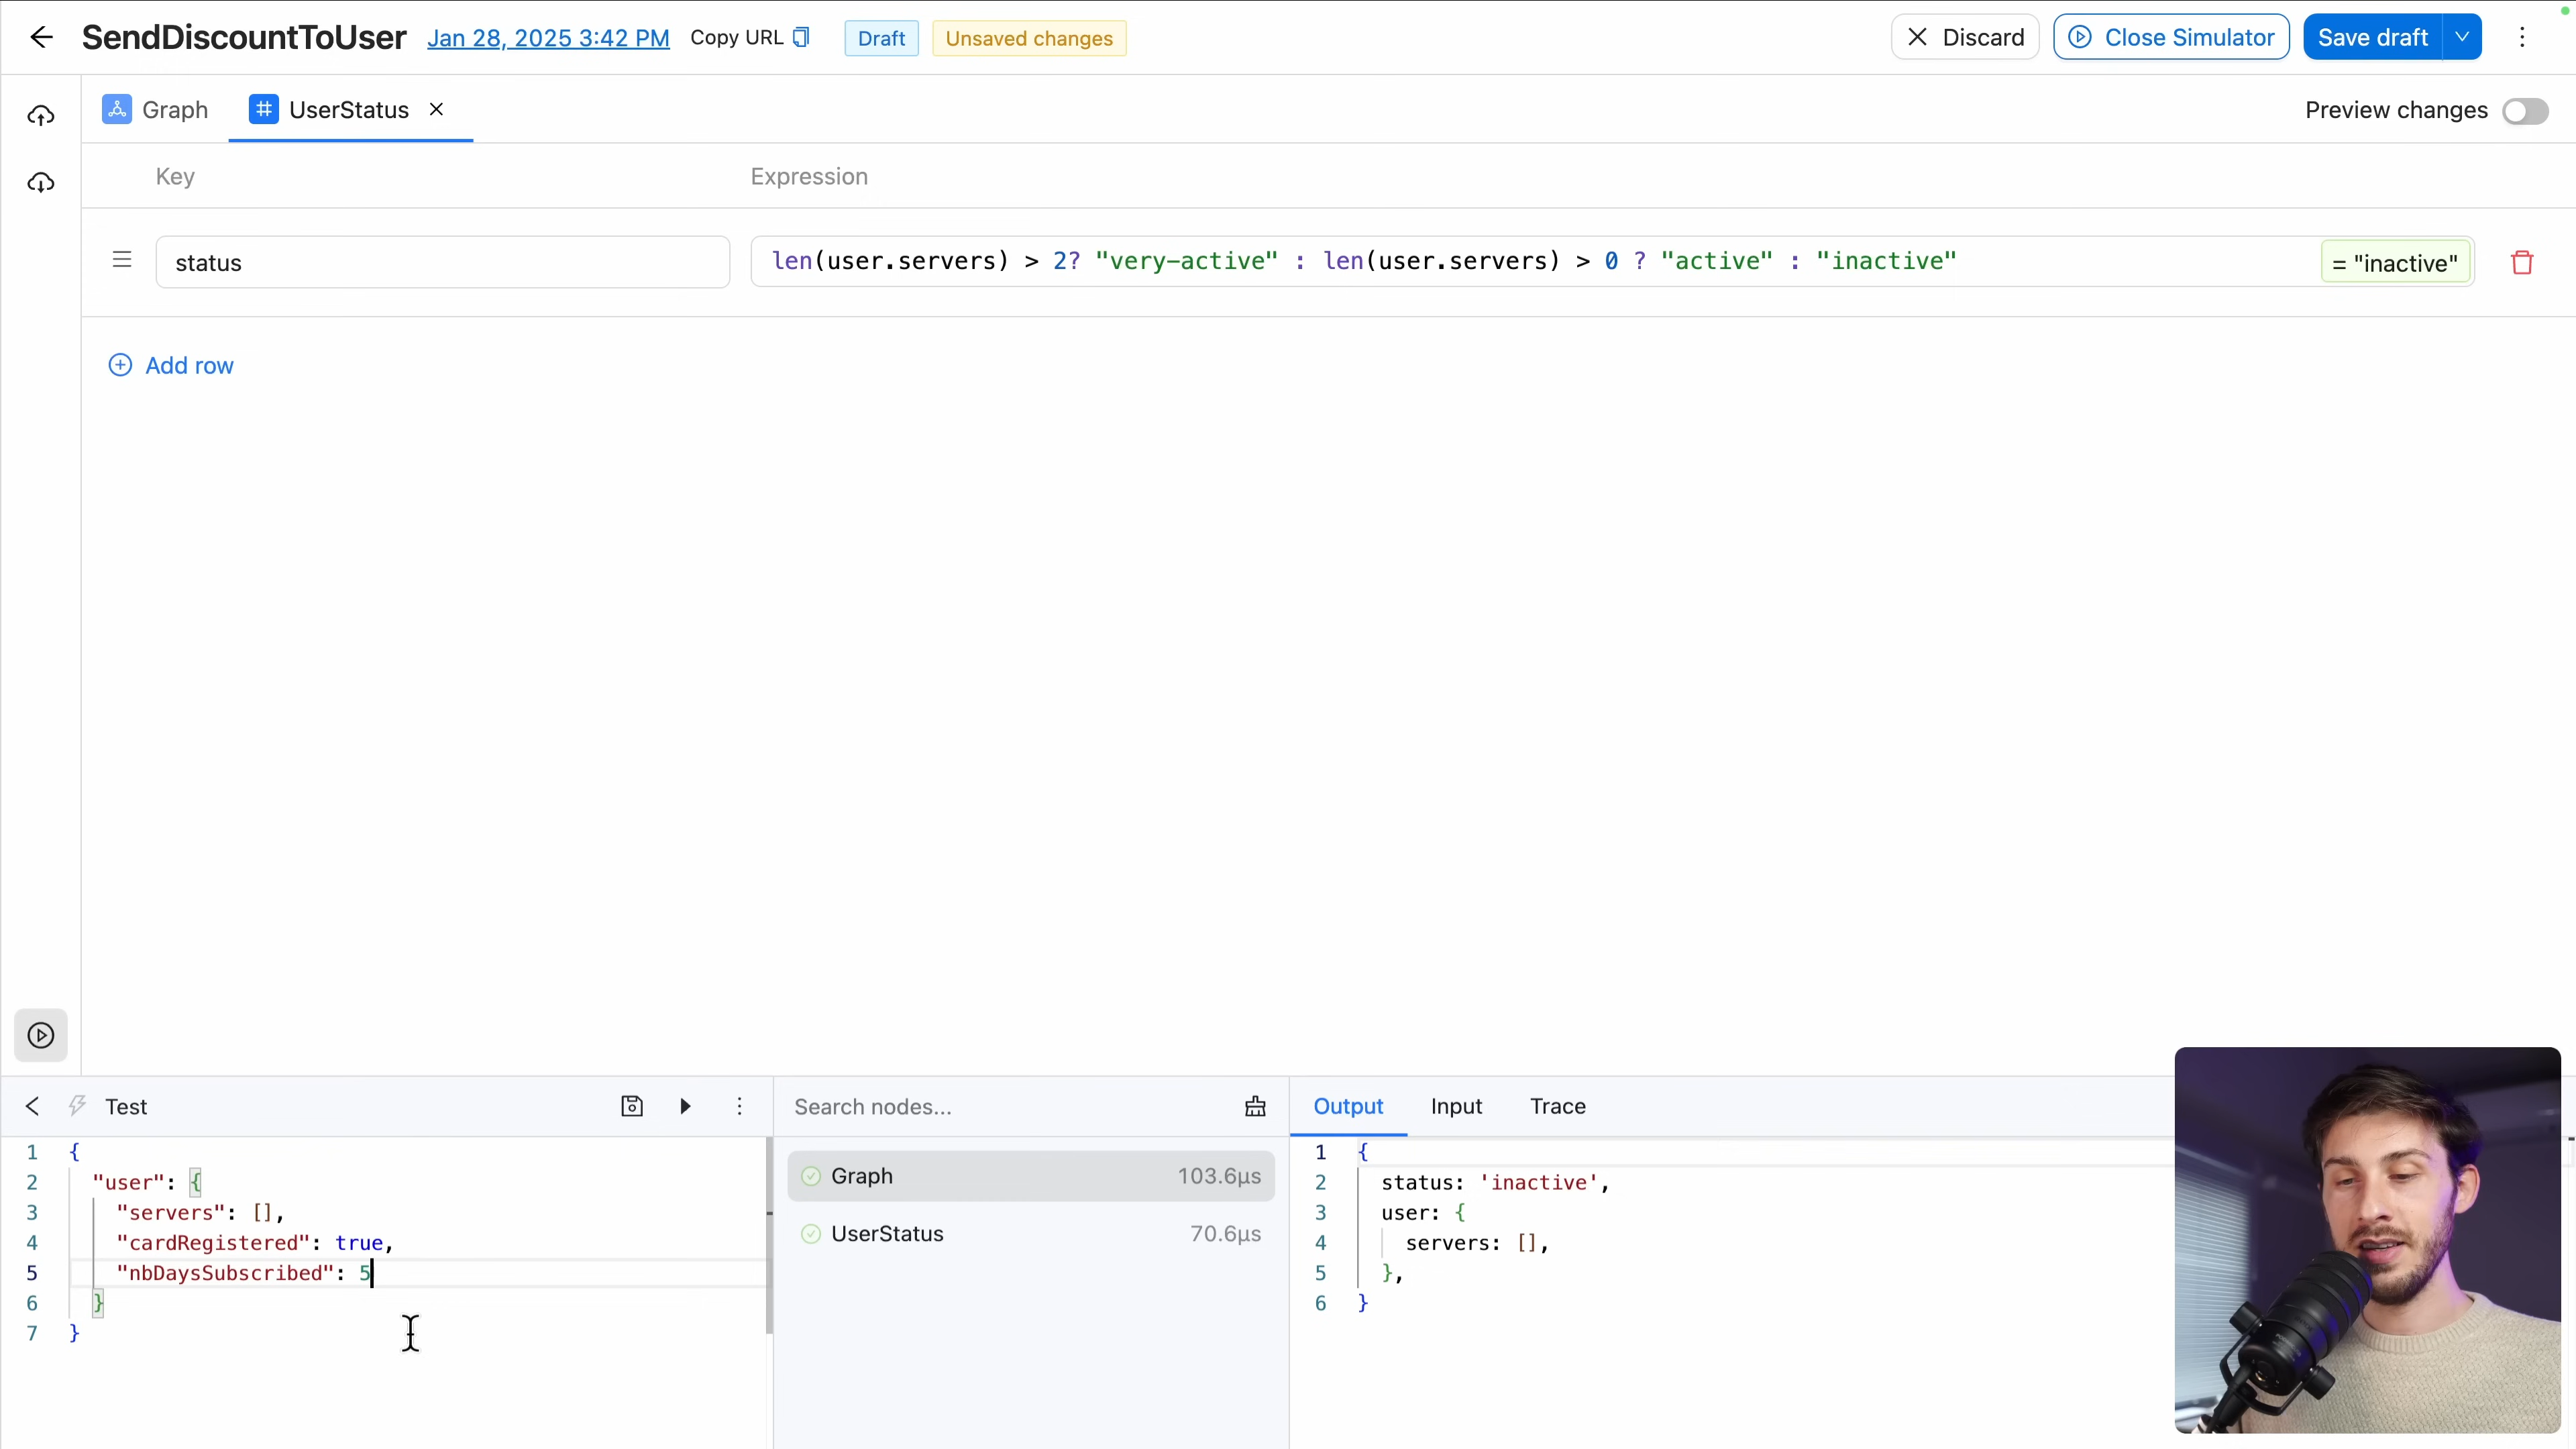 SendDiscountToUser Jan 28, 2025 3:42 PM Copy URL Draft Unsaved changes Discard Close Simulator Save draft
Graph UserStatus Preview changes
Key Expression
status len(user.servers) > 2? "very-active" : len(user.servers) > 0 ? "active" : "inactive" = "inactive"
Add row
Test Search nodes... Output Input Trace
1 {
2 "user": {
3 "servers": [],
4 "cardRegistered": true,
5 "nbDaysSubscribed": 5
6 }
7 }
Graph 103.6µs
UserStatus 70.6µs
1 {
2 status: 'inactive',
3 user: {
4 servers: [],
5 },
6 }